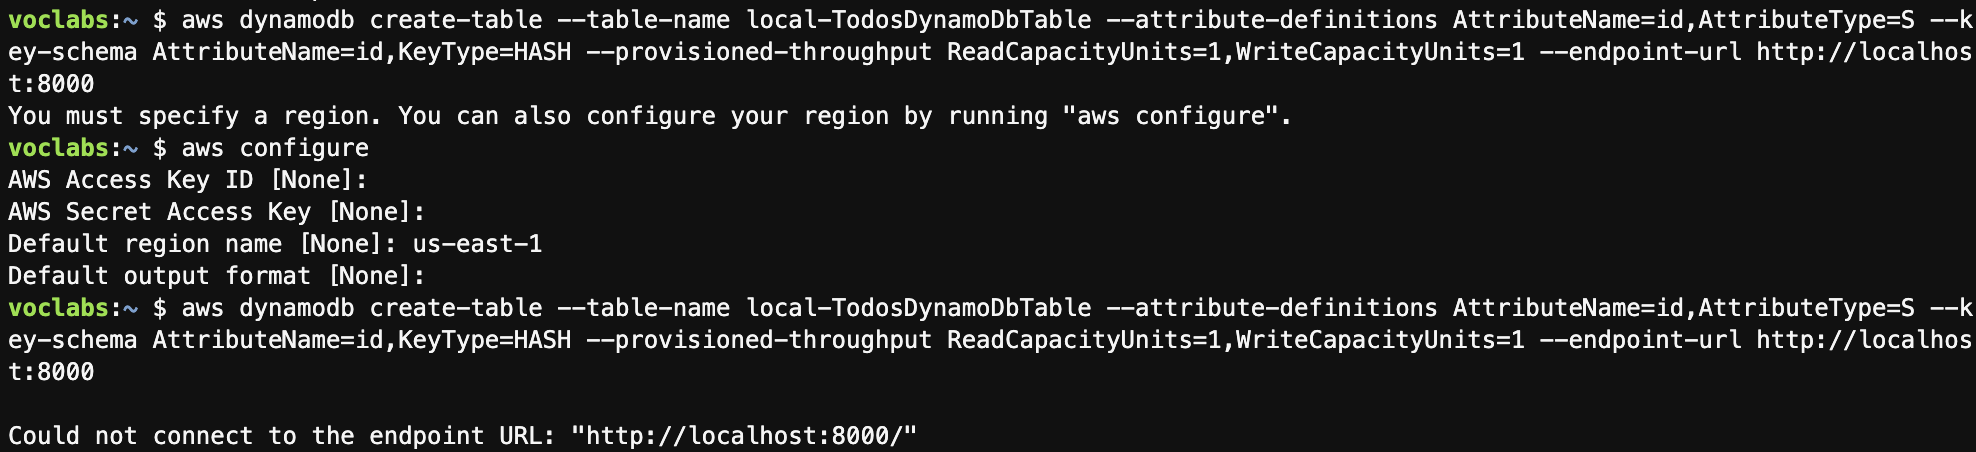 voclabs:~ $ aws dynamodb create-table --table-name local-TodosDynamoDbTable --attribute-definitions AttributeName=id,AttributeType=S --k
ey-schema AttributeName=id,KeyType=HASH --provisioned-throughput ReadCapacityUnits=1,WriteCapacityUnits=1 --endpoint-url http://localhos
t:8000
You must specify a region. You can also configure your region by running "aws configure".
voclabs:~ $ aws configure
AWS Access Key ID [None]:
AWS Secret Access Key [None]:
Default region name [None]: us-east-1
Default output format [None]:
voclabs:~ $ aws dynamodb create-table --table-name local-TodosDynamoDbTable --attribute-definitions AttributeName=id,AttributeType=S --k
ey-schema AttributeName=id,KeyType=HASH --provisioned-throughput ReadCapacityUnits=1,WriteCapacityUnits=1 --endpoint-url http://localhos
t:8000
Could not connect to the endpoint URL: "http://localhost:8000/"